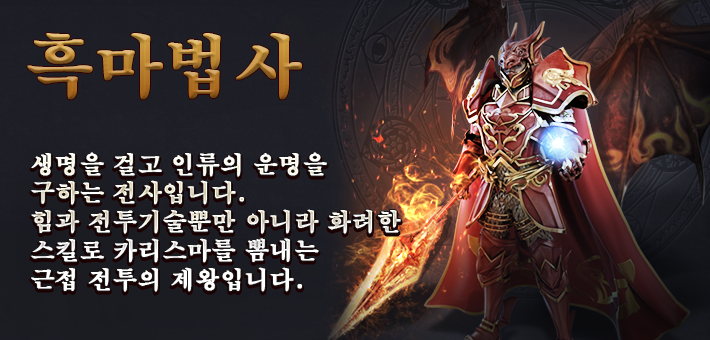 흑마법사
생명을 걸고 인류의 운명을
구하는 전사입니다.
힘과 전투기술뿐만 아니라 화려한
스킬로 카리스마를 뽐내는
근접 전투의 제왕입니다.